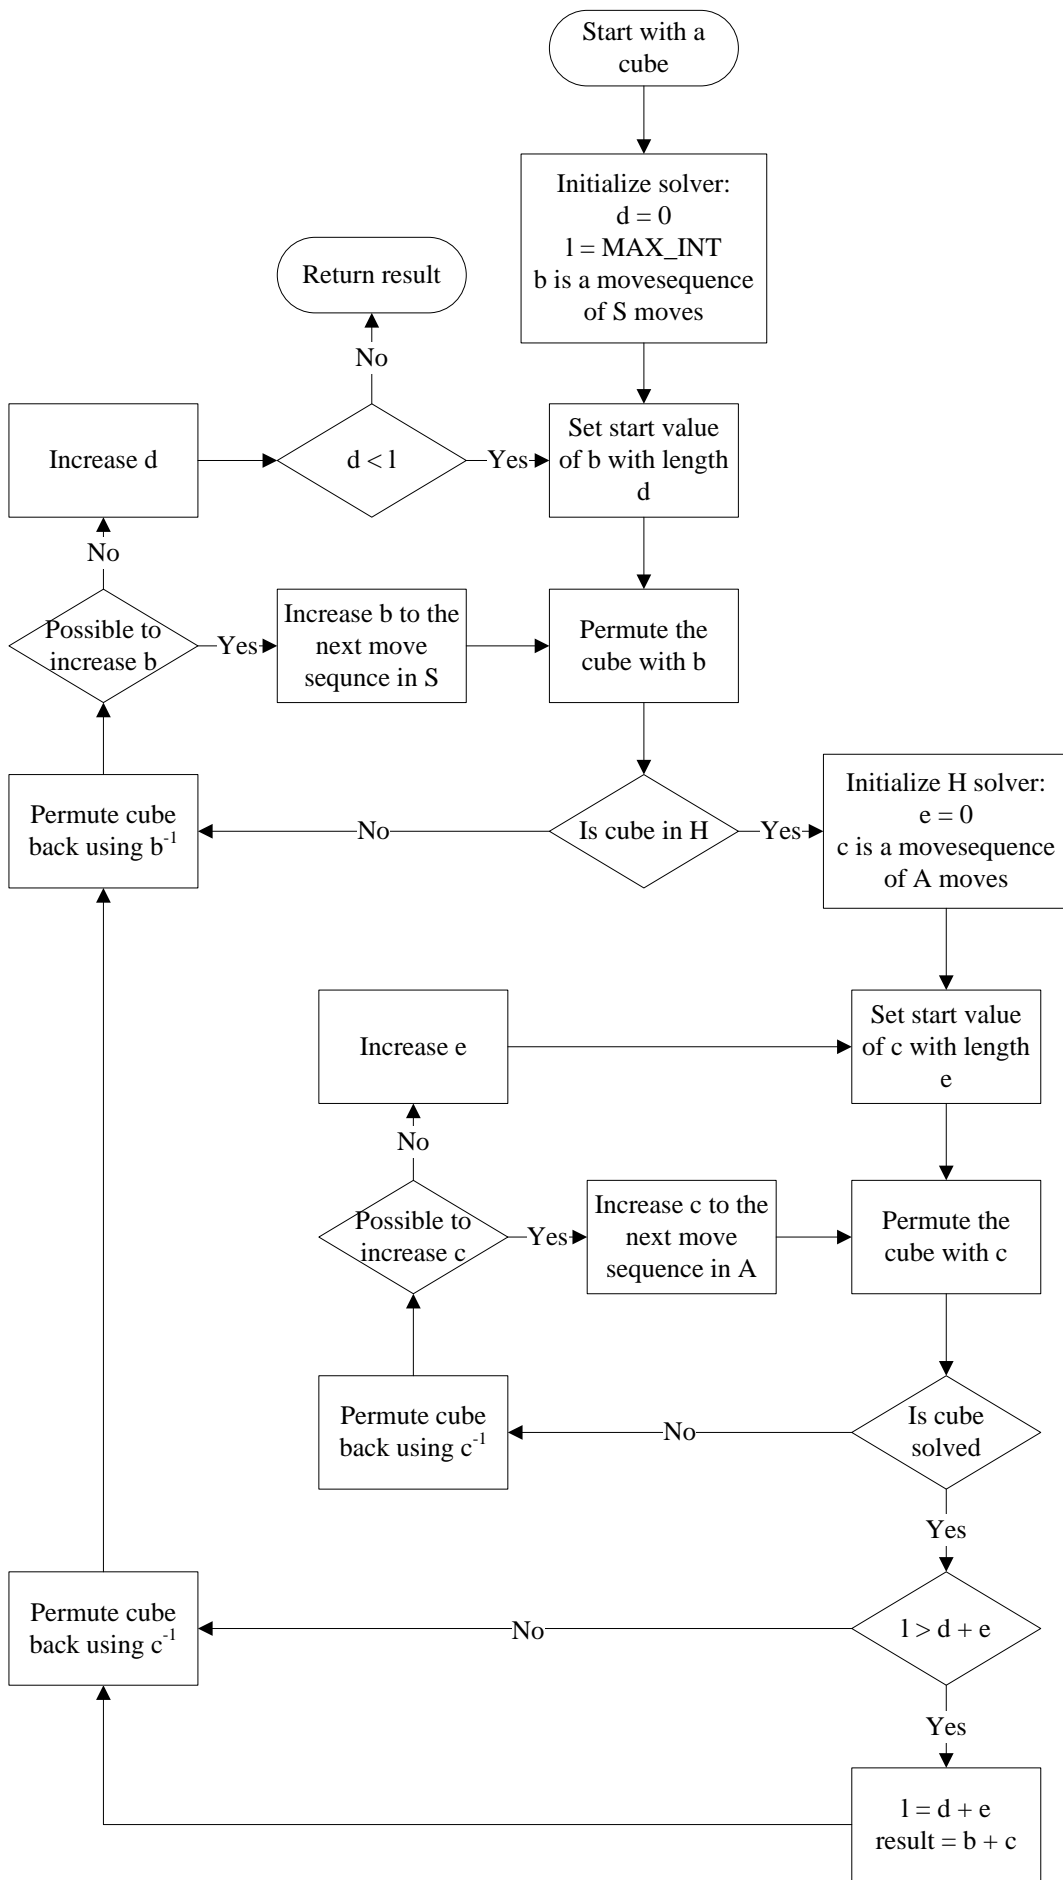 Start with a
cube
Initialize solver:
d = 0
l = MAX_INT
b is a movesequence
of S moves
Return result
No
Increase d
d < l
Yes
Set start value
of b with length
d
No
Possible to
increase b
Yes
Increase b to the
next move
sequnce in S
Permute the
cube with b
Permute cube
back using b⁻¹
No
Is cube in H
Yes
Initialize H solver:
e = 0
c is a movesequence
of A moves
Increase e
Set start value
of c with length
e
No
Possible to
increase c
Yes
Increase c to the
next move
sequence in A
Permute the
cube with c
Permute cube
back using c⁻¹
No
Is cube
solved
Yes
Permute cube
back using c⁻¹
No
l > d + e
Yes
l = d + e
result = b + c